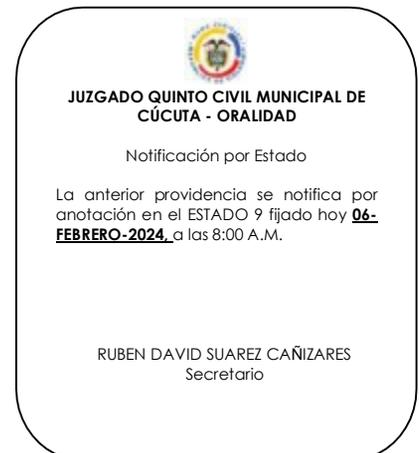 JUZGADO QUINTO CIVIL MUNICIPAL DE
CÚCUTA - ORALIDAD
Notificación por Estado
La anterior providencia se notifica por
anotación en el ESTADO 9 fijado hoy 06-
FEBRERO-2024, a las 8:00 A.M.
RUBEN DAVID SUAREZ CAÑIZARES
Secretario